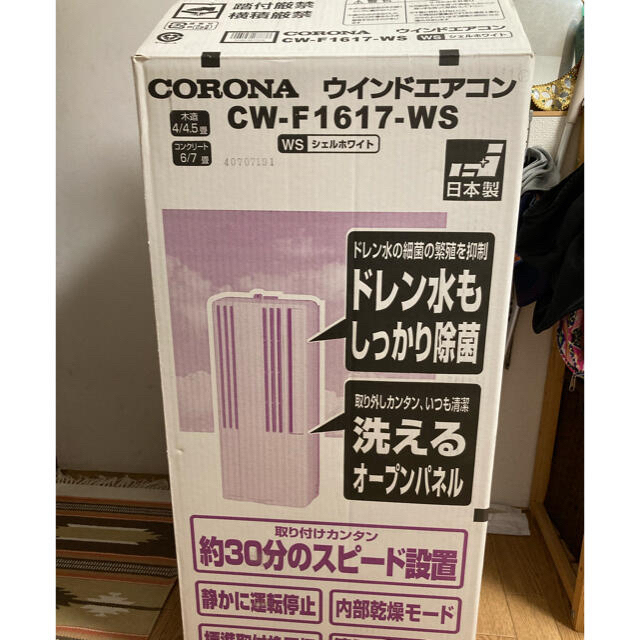 踏付厳禁
横積厳禁
CORONA ウインドエアコン
CW-F1617-WS WS シェルホワイト
CORONA ウインドエアコン
木造
4/4.5畳
CW-F1617-WS
コンクリート
6/7畳
WS シェルホワイト
40707191
日本製
ドレン水の細菌の繁殖を抑制
ドレン水も
しっかり除菌
取り外しカンタン、いつも清潔
洗える
オープンパネル
取り付けカンタン
約30分のスピード設置
静かに運転停止
内部乾燥モード